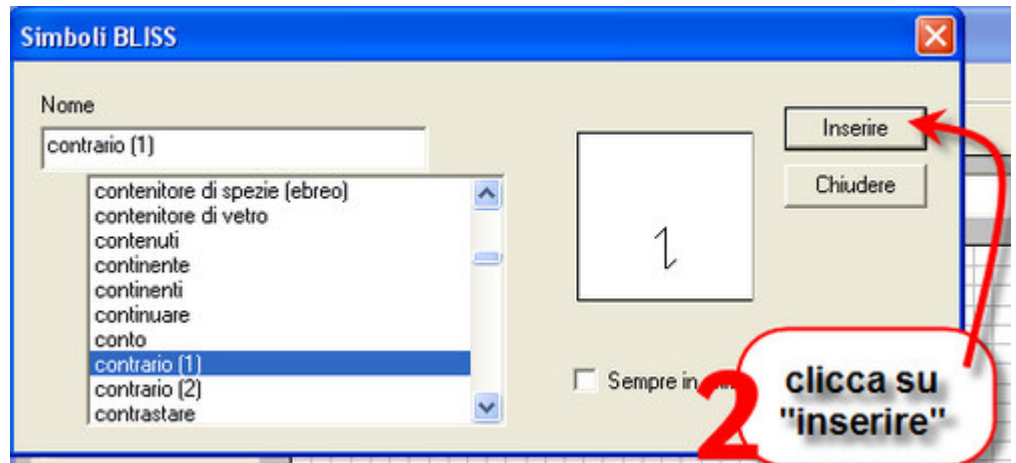 Simboli BLISS
Nome
contrario (1)
contenitore di spezie (ebreo)
contenitore di vetro
contenuti
continente
continenti
continuare
conto
contrario (1)
contrario (2)
contrastare
Inserire
Chiudere
Sempre in
2
clicca su
"inserire"